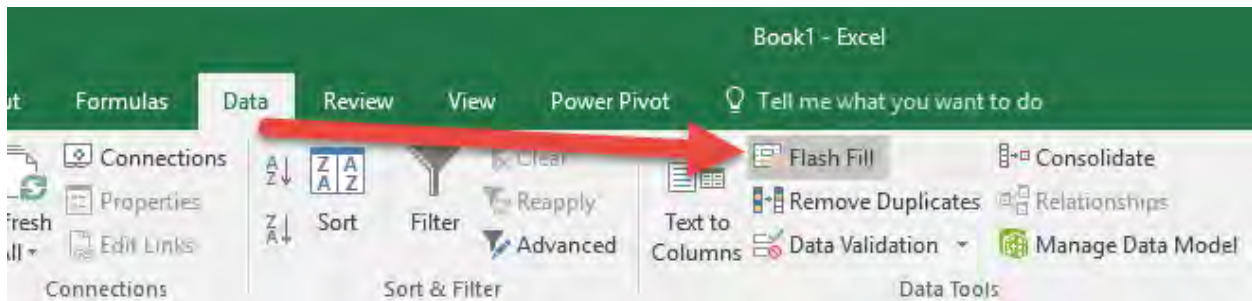 Book1 - Excel
Formulas Data Review View Power Pivot Tell me what you want to do
Connections
Properties
Edit Links
Connections
Sort
Filter
Clear
Reapply
Advanced
Sort & Filter
Text to
Columns
Flash Fill
Remove Duplicates
Data Validation
Consolidate
Relationships
Manage Data Model
Data Tools